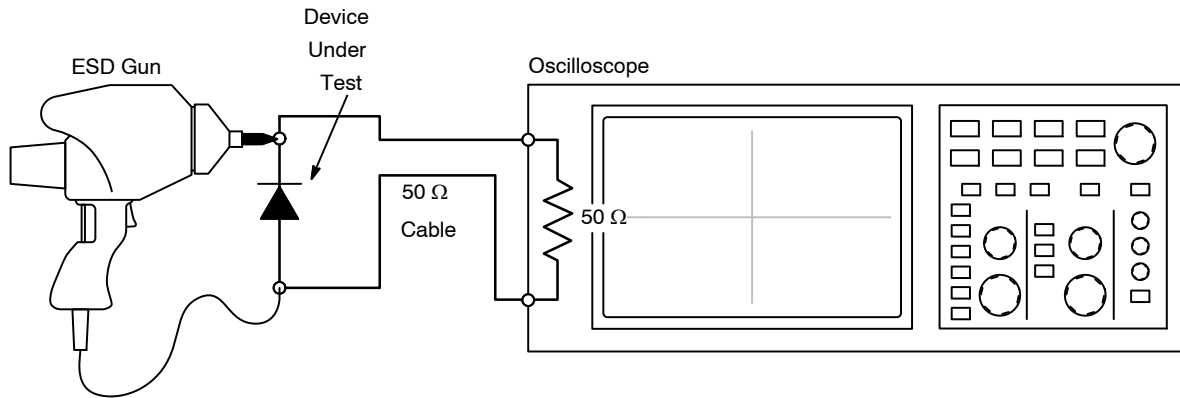 Device
Under
Test
ESD Gun
Oscilloscope
50 Ω
Cable
50 Ω